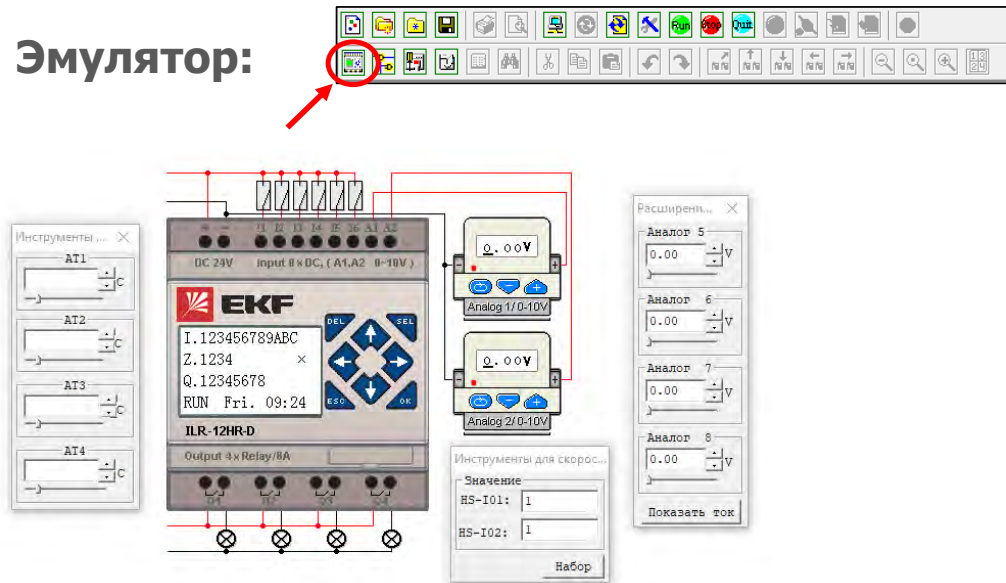 Эмулятор:
Run
Stop
Quit
Инструменты ...
AT1
C
AT2
C
AT3
C
AT4
C
+ - I1 I2 I3 I4 I5 I6 A1 A2
DC 24V input 8 x DC, ( A1,A2 0~10V )
EKF
DEL
SEL
ESC
OK
I.123456789ABC
Z.1234 ×
Q.12345678
RUN Fri. 09:24
ILR-12HR-D
Output 4 x Relay/8A
Q1 Q2 Q3 Q4
0.00V
- +
Analog 1/ 0-10V
0.00V
- +
Analog 2/ 0-10V
Инструменты для скорос...
Значение
HS-I01: 1
HS-I02: 1
Набор
Расширени...
Аналог 5
0.00 V
Аналог 6
0.00 V
Аналог 7
0.00 V
Аналог 8
0.00 V
Показать ток